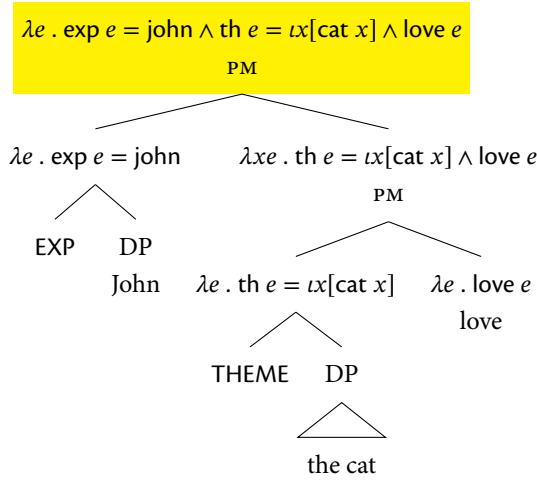 λe . exp e = john ∧ th e = ιx[cat x] ∧ love e
PM
λe . exp e = john
λxe . th e = ιx[cat x] ∧ love e
PM
EXP
DP
John
λe . th e = ιx[cat x]
λe . love e
love
THEME
DP
the cat